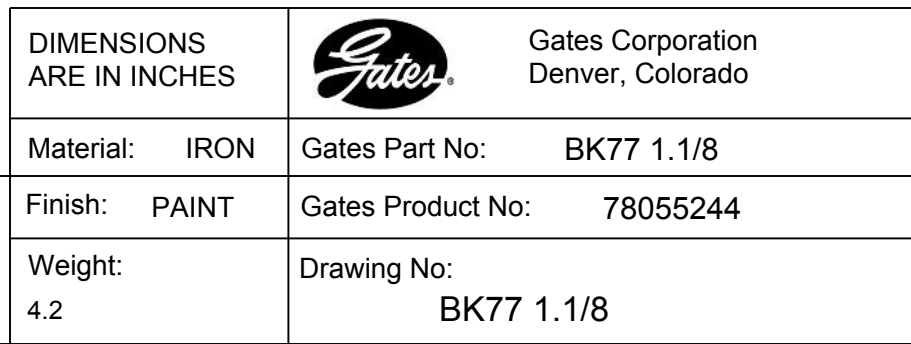 DIMENSIONS
ARE IN INCHES
Gates®
Gates Corporation
Denver, Colorado
Material: IRON
Gates Part No: BK77 1.1/8
Finish: PAINT
Gates Product No: 78055244
Weight:
4.2
Drawing No:
BK77 1.1/8